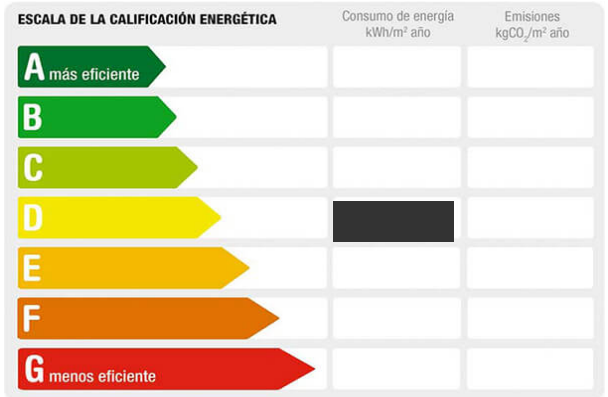 ESCALA DE LA CALIFICACIÓN ENERGÉTICA
Consumo de energía
kWh/m² año
Emisiones
kgCO₂/m² año
A más eficiente
B
C
D
E
F
G menos eficiente